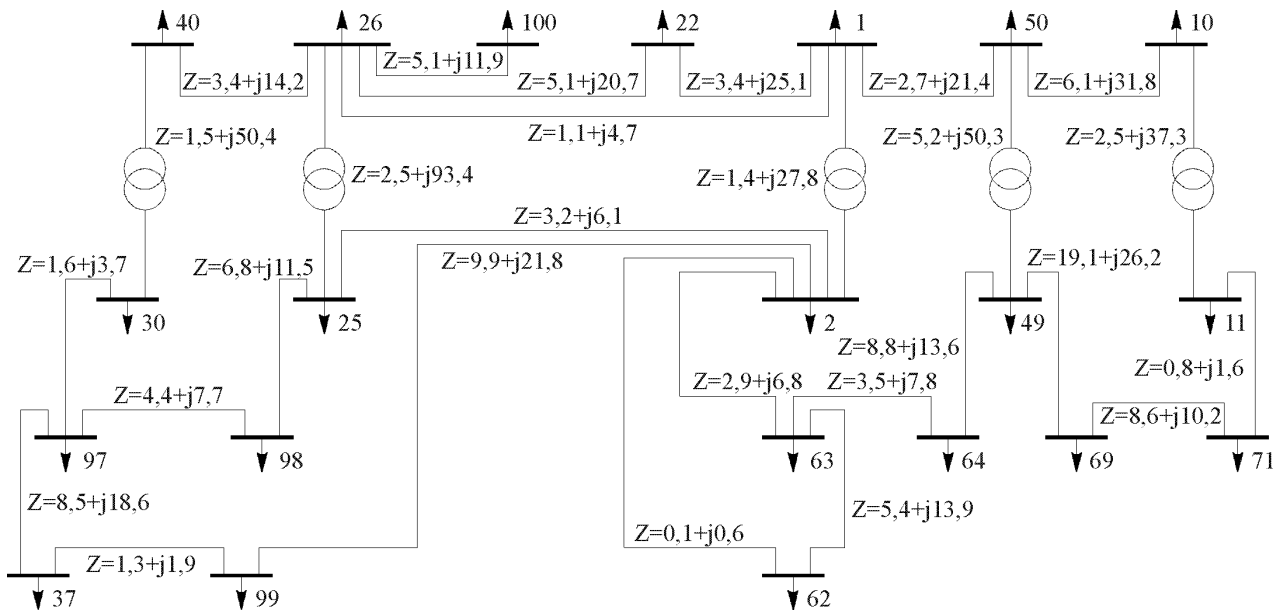 40 26 100 22 1 50 10
Z=5,1+j11,9
Z=3,4+j14,2 Z=5,1+j20,7 Z=3,4+j25,1 Z=2,7+j21,4 Z=6,1+j31,8
Z=1,5+j50,4 Z=1,1+j4,7 Z=5,2+j50,3 Z=2,5+j37,3
Z=2,5+j93,4 Z=1,4+j27,8
Z=3,2+j6,1
Z=1,6+j3,7 Z=6,8+j11,5 Z=9,9+j21,8 Z=19,1+j26,2
30 25 2 49 11
Z=8,8+j13,6
Z=0,8+j1,6
Z=4,4+j7,7 Z=2,9+j6,8 Z=3,5+j7,8
Z=8,6+j10,2
97 98 63 64 69 71
Z=8,5+j18,6 Z=5,4+j13,9
Z=0,1+j0,6
Z=1,3+j1,9
37 99 62